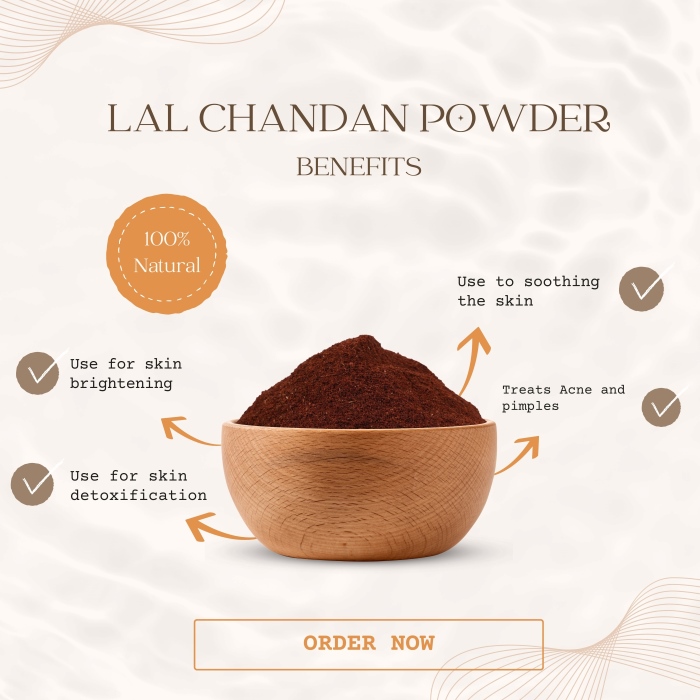 LAL CHANDAN POWDER
BENEFITS
100%
Natural
Use to soothing
the skin
Use for skin
brightening
Treats Acne and
pimples
Use for skin
detoxification
ORDER NOW